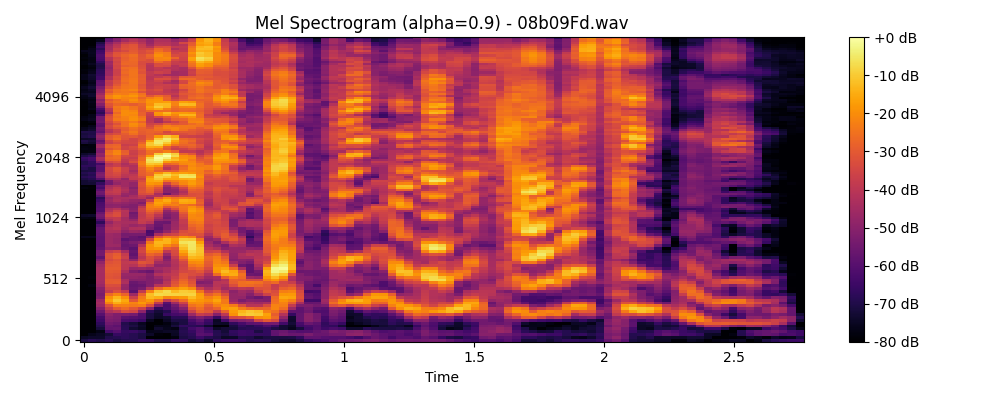 Mel Spectrogram (alpha=0.9) - 08b09Fd.wav
Mel Frequency
4096
2048
1024
512
0
0
0.5
1
1.5
2
2.5
Time
+0 dB
-10 dB
-20 dB
-30 dB
-40 dB
-50 dB
-60 dB
-70 dB
-80 dB